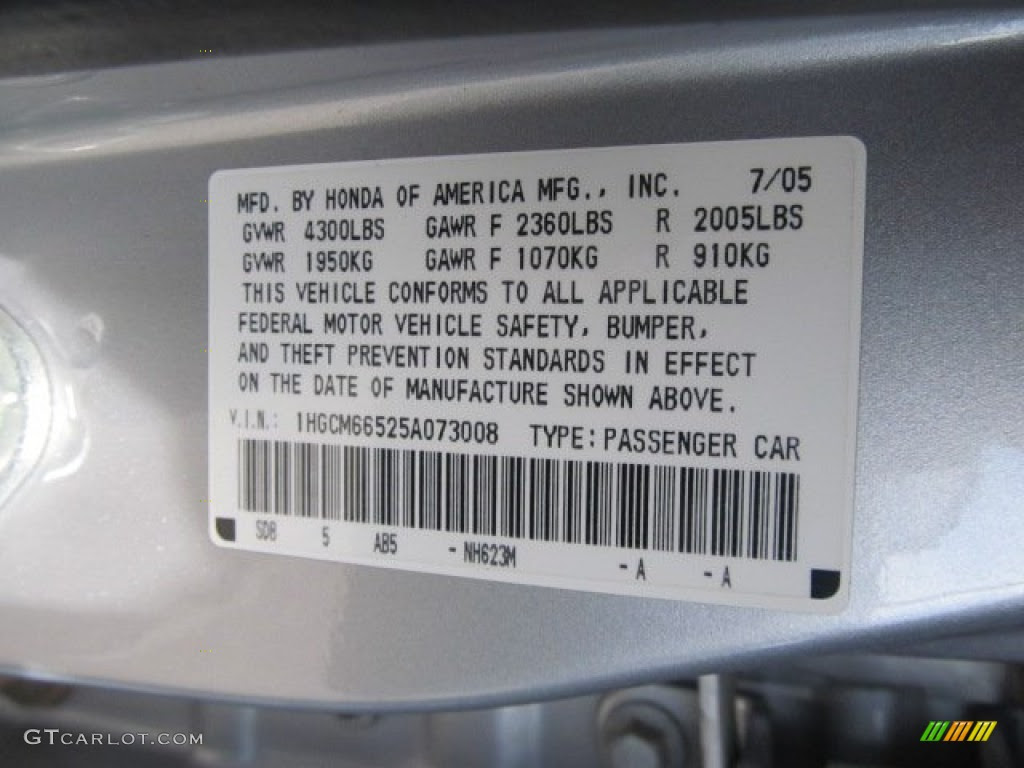 MFD. BY HONDA OF AMERICA MFG., INC. 7/05
GVWR 4300LBS GAWR F 2360LBS R 2005LBS
GVWR 1950KG GAWR F 1070KG R 910KG
THIS VEHICLE CONFORMS TO ALL APPLICABLE
FEDERAL MOTOR VEHICLE SAFETY, BUMPER,
AND THEFT PREVENTION STANDARDS IN EFFECT
ON THE DATE OF MANUFACTURE SHOWN ABOVE.
V.I.N.: 1HGCM66525A073008 TYPE: PASSENGER CAR
SDB 5 AB5 - NH623M - A - A
GTCARLOT.COM